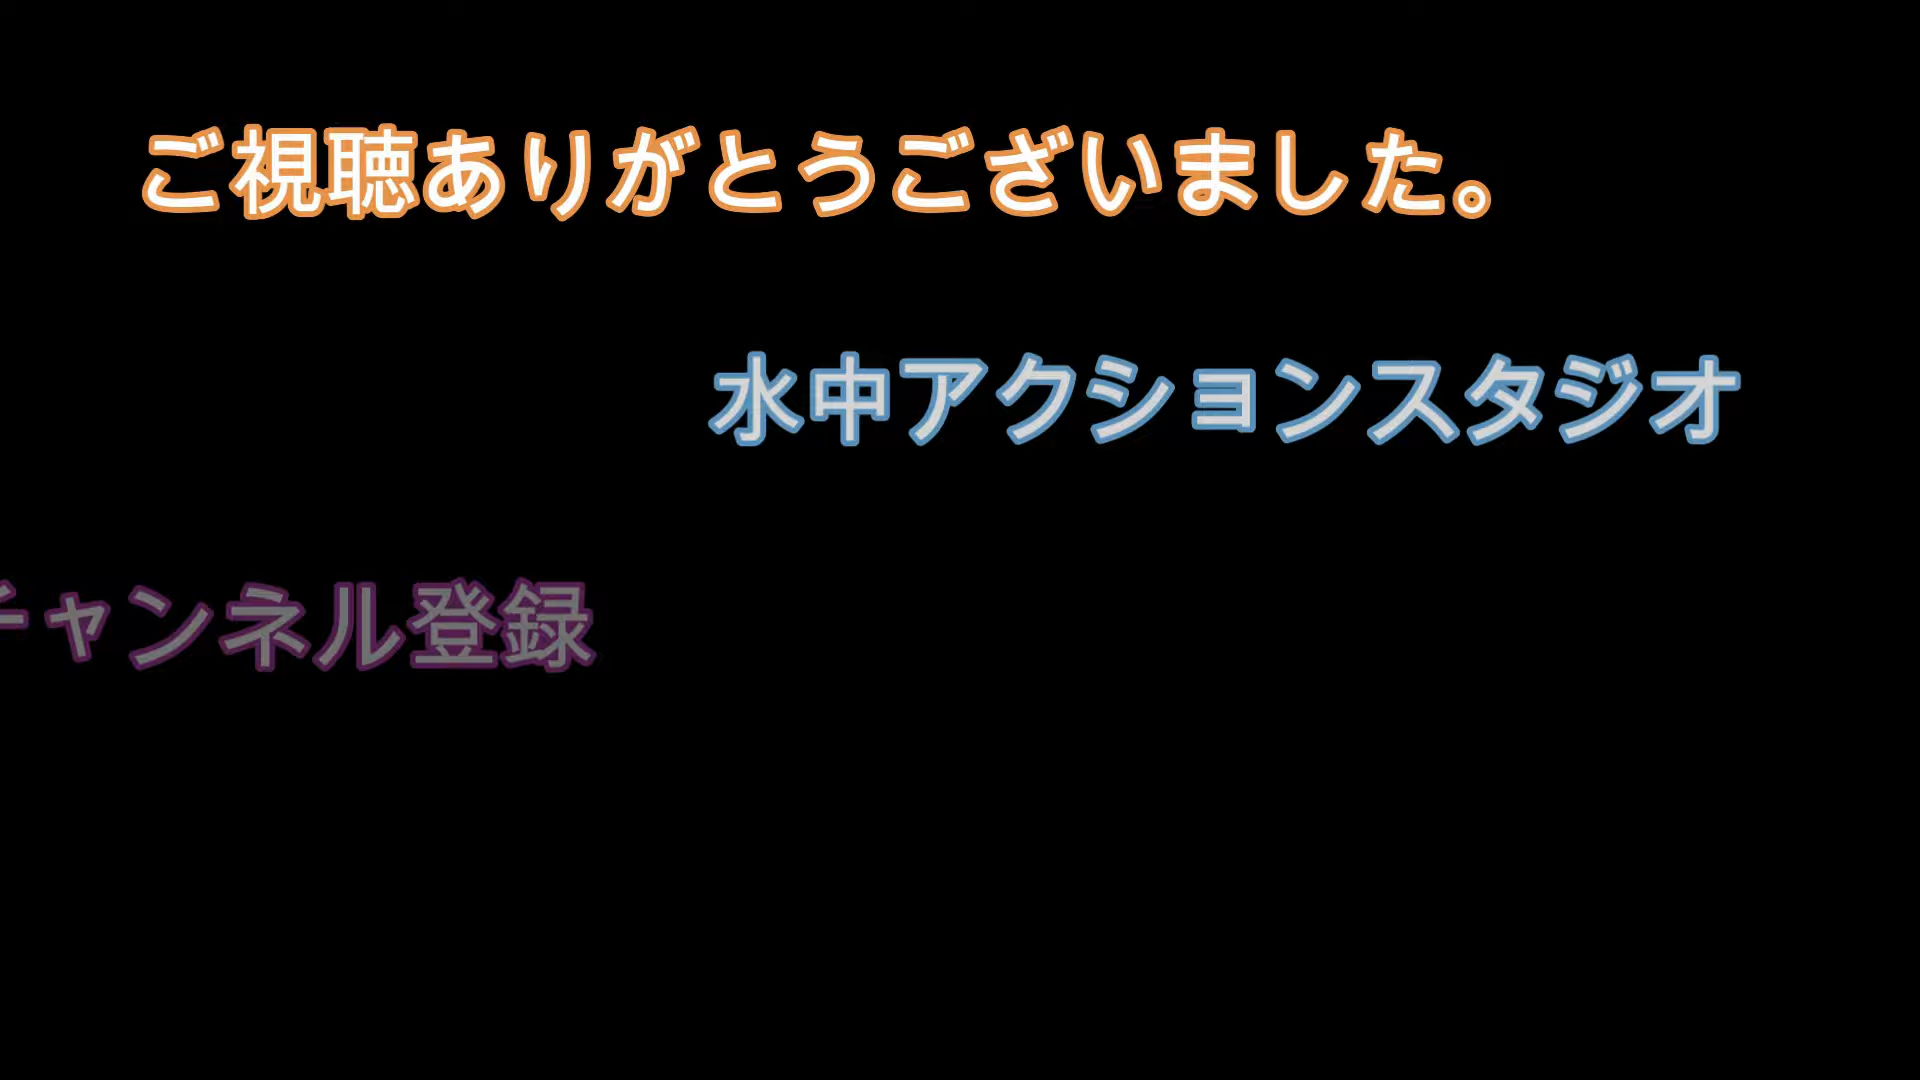 ご視聴ありがとうございました。
水中アクションスタジオ
チャンネル登録